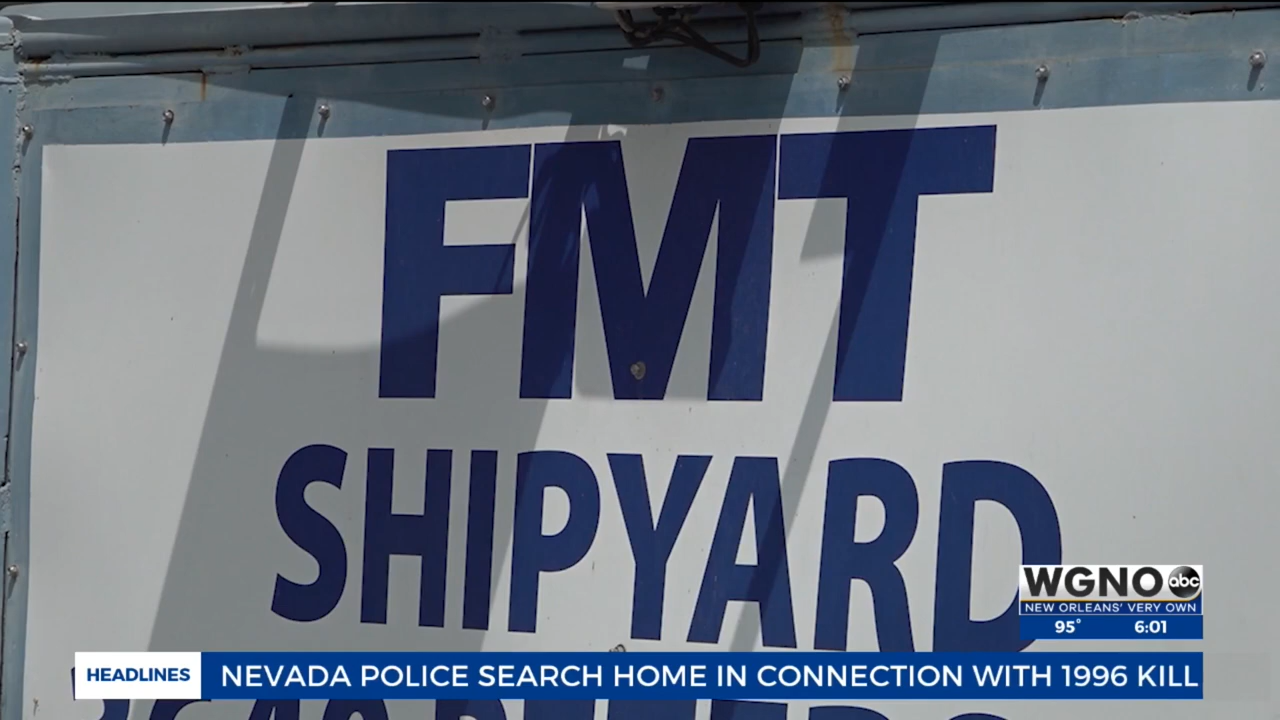 FMT
SHIPYARD
WGNO abc
NEW ORLEANS' VERY OWN
95° 6:01
HEADLINES
NEVADA POLICE SEARCH HOME IN CONNECTION WITH 1996 KILL